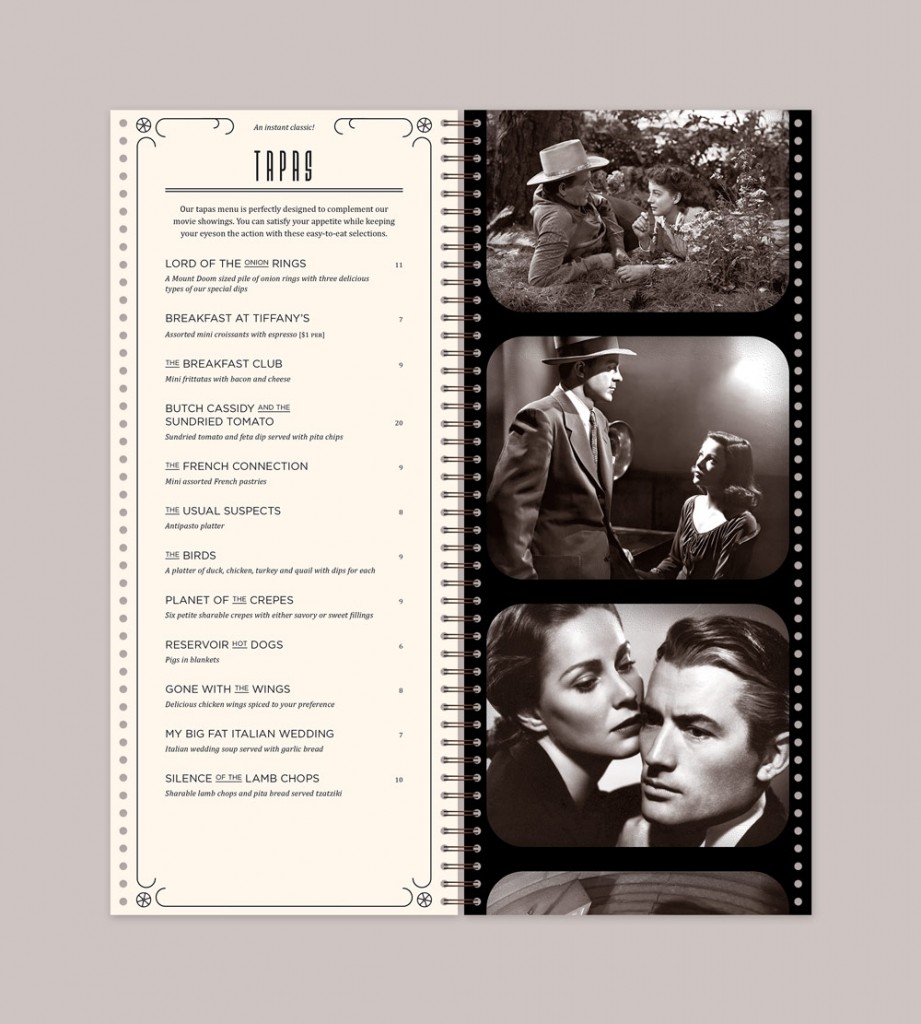 An instant classic!
TAPAS
Our tapas menu is perfectly designed to complement our
movie showings. You can satisfy your appetite while keeping
your eyeson the action with these easy-to-eat selections.
LORD OF THE ONION RINGS 11
A Mount Doom sized pile of onion rings with three delicious
types of our special dips
BREAKFAST AT TIFFANY'S 7
Assorted mini croissants with espresso [$1 PER]
THE BREAKFAST CLUB 9
Mini frittatas with bacon and cheese
BUTCH CASSIDY AND THE
SUNDRIED TOMATO 20
Sundried tomato and feta dip served with pita chips
THE FRENCH CONNECTION 9
Mini assorted French pastries
THE USUAL SUSPECTS 8
Antipasto platter
THE BIRDS 9
A platter of duck, chicken, turkey and quail with dips for each
PLANET OF THE CREPES 9
Six petite sharable crepes with either savory or sweet fillings
RESERVOIR HOT DOGS 6
Pigs in blankets
GONE WITH THE WINGS 8
Delicious chicken wings spiced to your preference
MY BIG FAT ITALIAN WEDDING 7
Italian wedding soup served with garlic bread
SILENCE OF THE LAMB CHOPS 10
Sharable lamb chops and pita bread served tzatziki